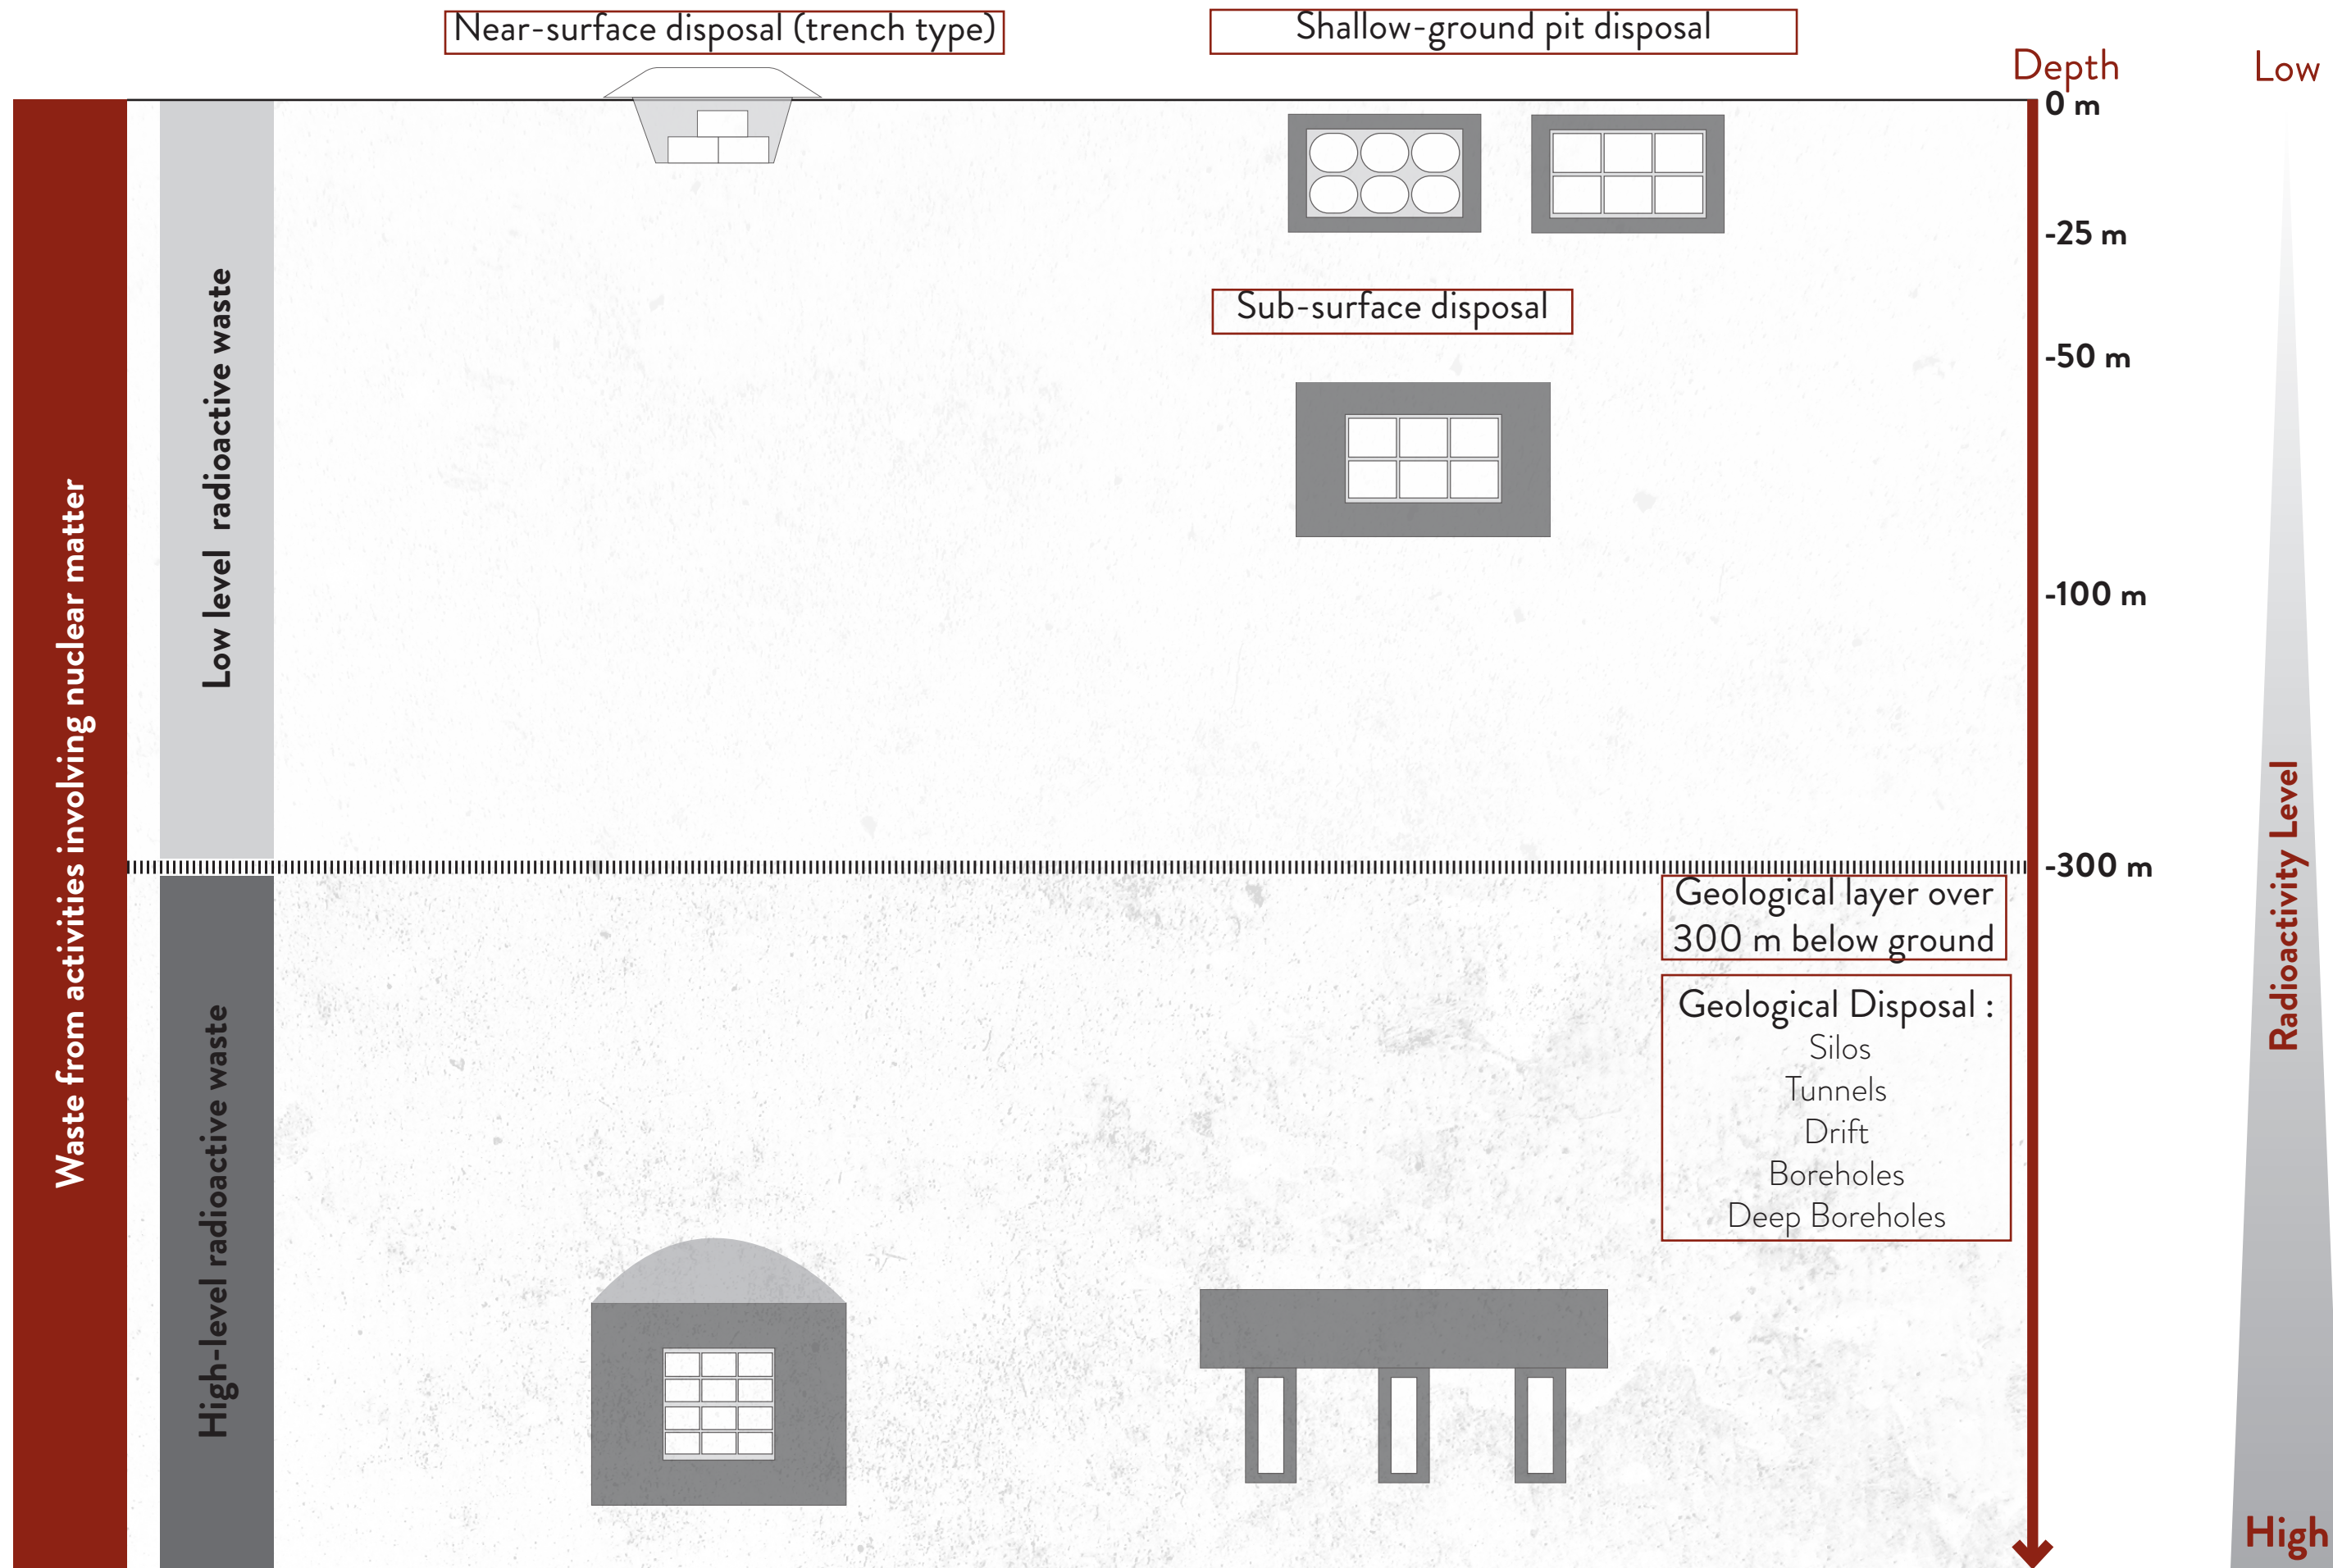 Near-surface disposal (trench type)
Shallow-ground pit disposal
Depth
Low
0 m
-25 m
Sub-surface disposal
-50 m
-100 m
-300 m
Waste from activities involving nuclear matter
Low level radioactive waste
High-level radioactive waste
Geological layer over
300 m below ground
Geological Disposal :
Silos
Tunnels
Drift
Boreholes
Deep Boreholes
Radioactivity Level
High